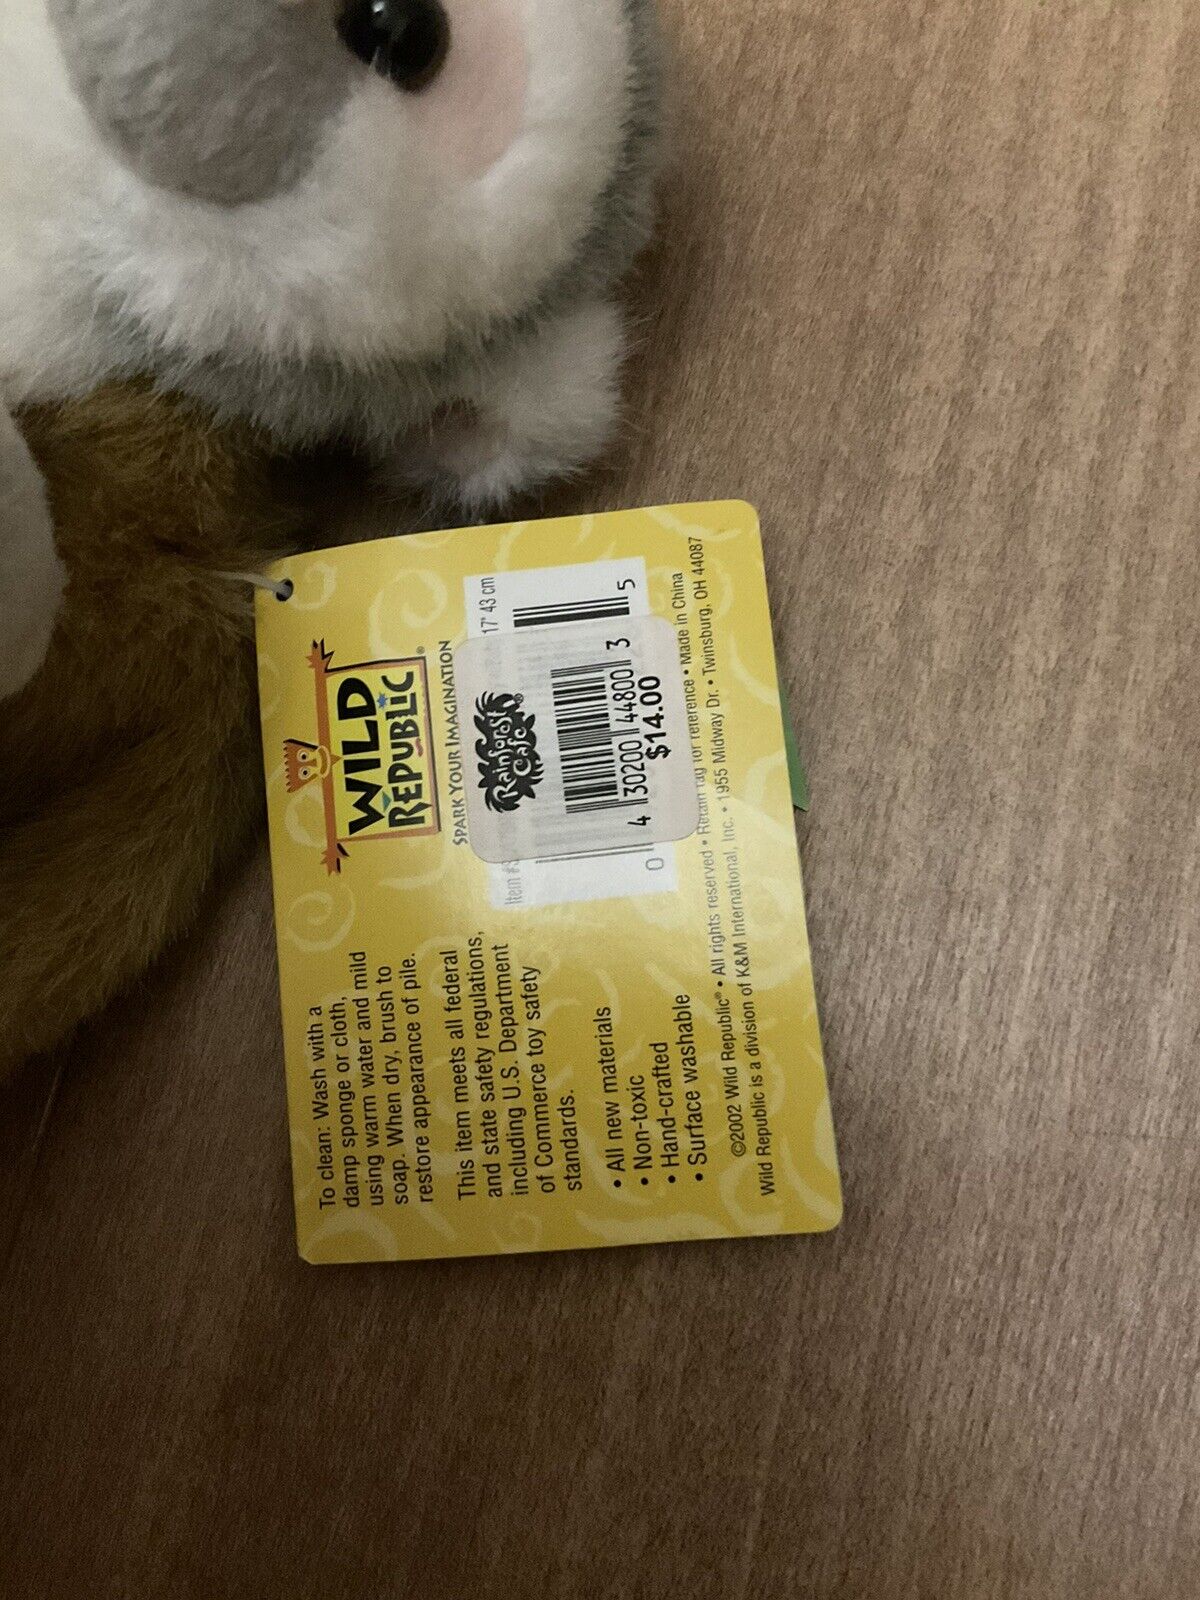 WILD
REPUBLIC®
SPARK YOUR IMAGINATION
Item #3
17" 43 cm
Rainforest
Cafe®
4 30200 44800 3
$14.00
0
5
To clean: Wash with a
damp sponge or cloth,
using warm water and mild
soap. When dry, brush to
restore appearance of pile.
This item meets all federal
and state safety regulations,
including U.S. Department
of Commerce toy safety
standards.
• All new materials
• Non-toxic
• Hand-crafted
• Surface washable
©2002 Wild Republic® • All rights reserved • Retain tag for reference • Made in China
Wild Republic is a division of K&M International, Inc. • 1955 Midway Dr. • Twinsburg, OH 44087